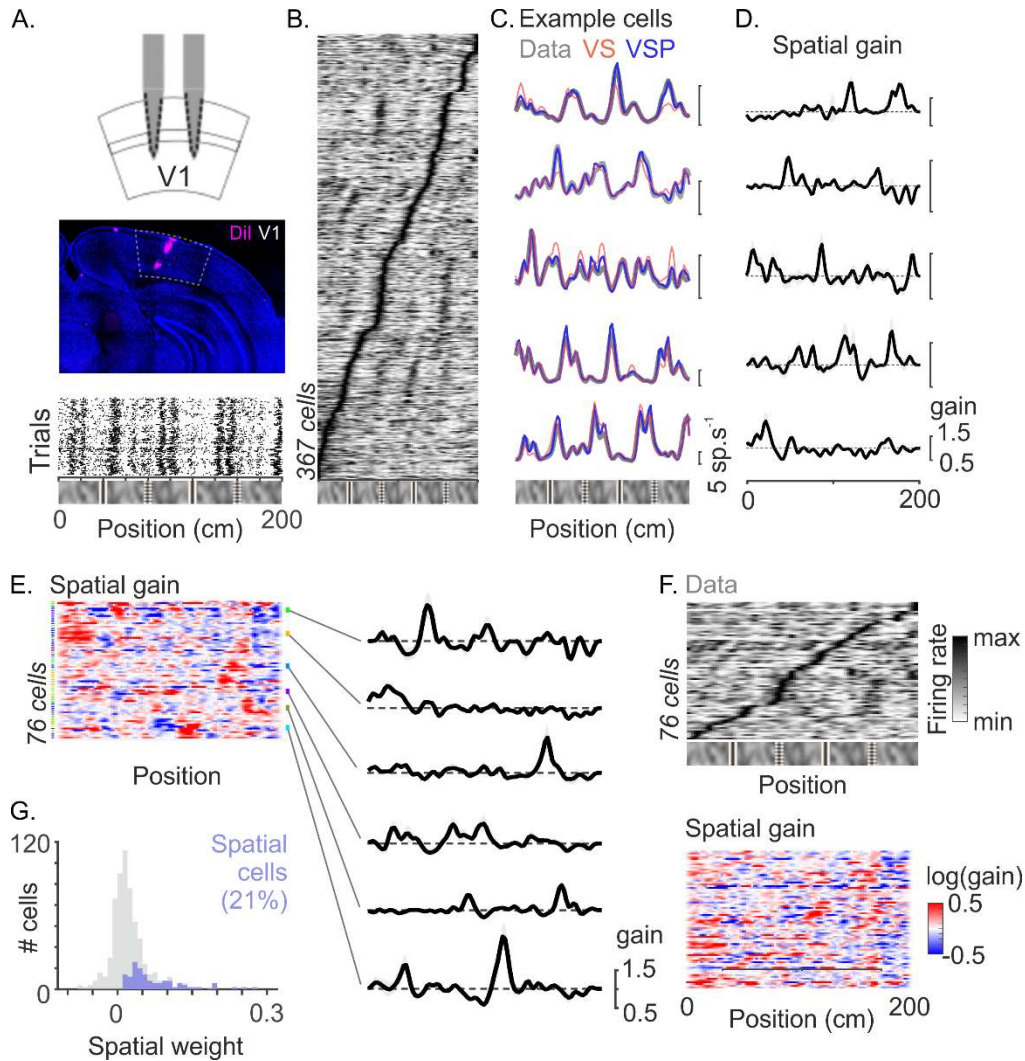 A.
V1
DiI V1
Trials
0
200
Position (cm)
B.
367 cells
C. Example cells
Data VS VSP
5 sp.s⁻¹
Position (cm)
D.
Spatial gain
gain
1.5
0.5
0
200
E.
Spatial gain
76 cells
Position
gain
1.5
0.5
F.
Data
76 cells
Position
Firing rate
max
min
Spatial gain
log(gain)
0.5
-0.5
0
200
Position (cm)
G.
120
0
# cells
Spatial
cells
(21%)
0
0.3
Spatial weight